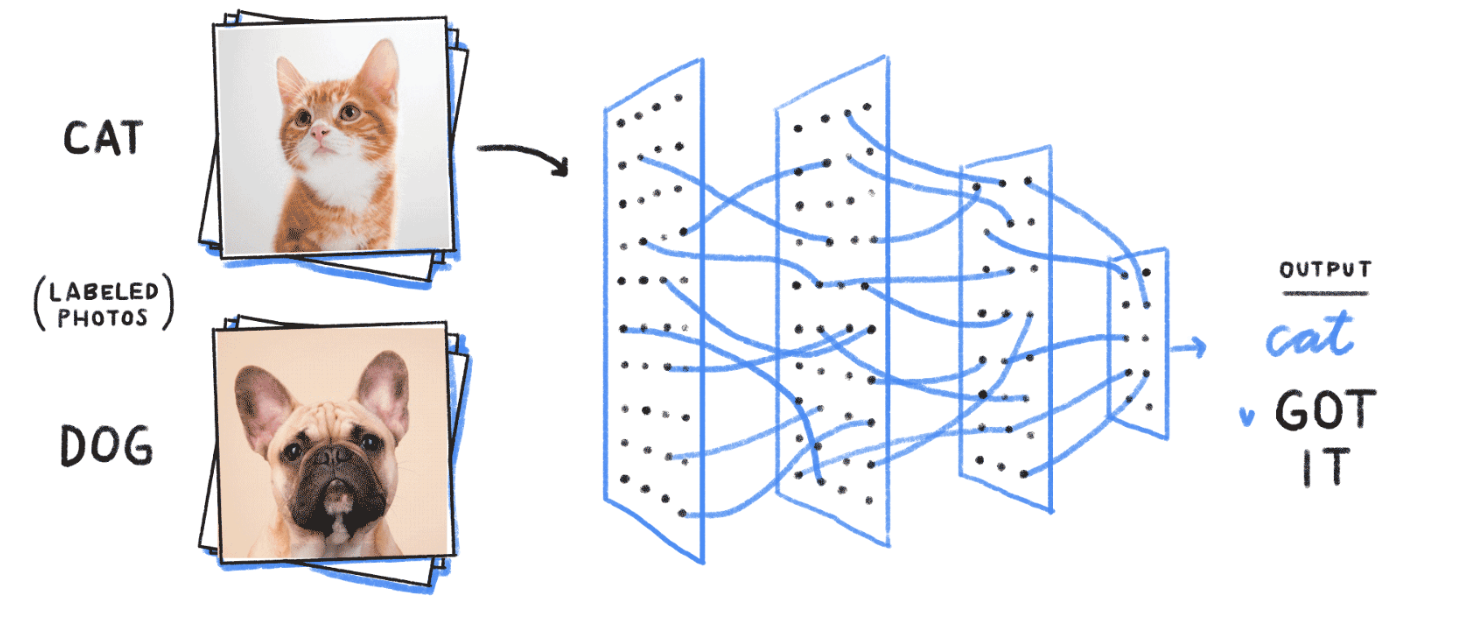 CAT
(LABELED
PHOTOS)
DOG
OUTPUT
cat
GOT
IT